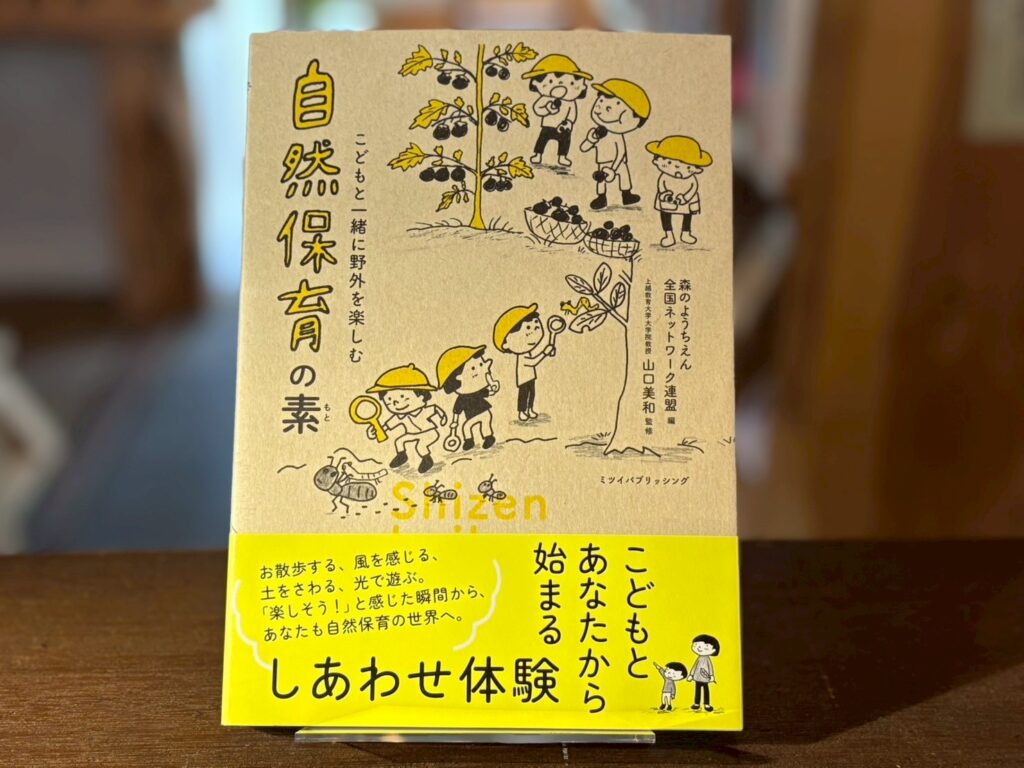 自然保育の素
もと
こどもと一緒に野外を楽しむ
森のようちえん
全国ネットワーク連盟 編
上越教育大学大学院教授 山口美和 監修
ミツイパブリッシング
Shizen
お散歩する、風を感じる、
土をさわる、光で遊ぶ。
「楽しそう！」と感じた瞬間から、
あなたも自然保育の世界へ。
こどもと
あなたから
始まる
しあわせ体験